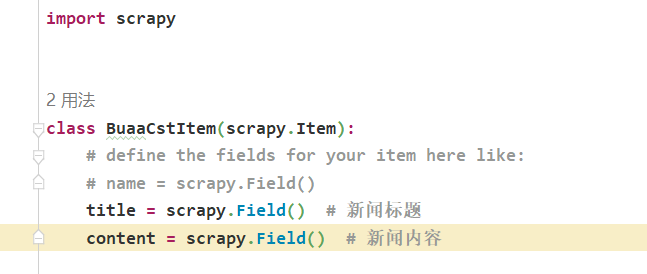 import scrapy
2 用法
class BuaaCstItem(scrapy.Item):
# define the fields for your item here like:
# name = scrapy.Field()
title = scrapy.Field()  # 新闻标题
content = scrapy.Field()  # 新闻内容